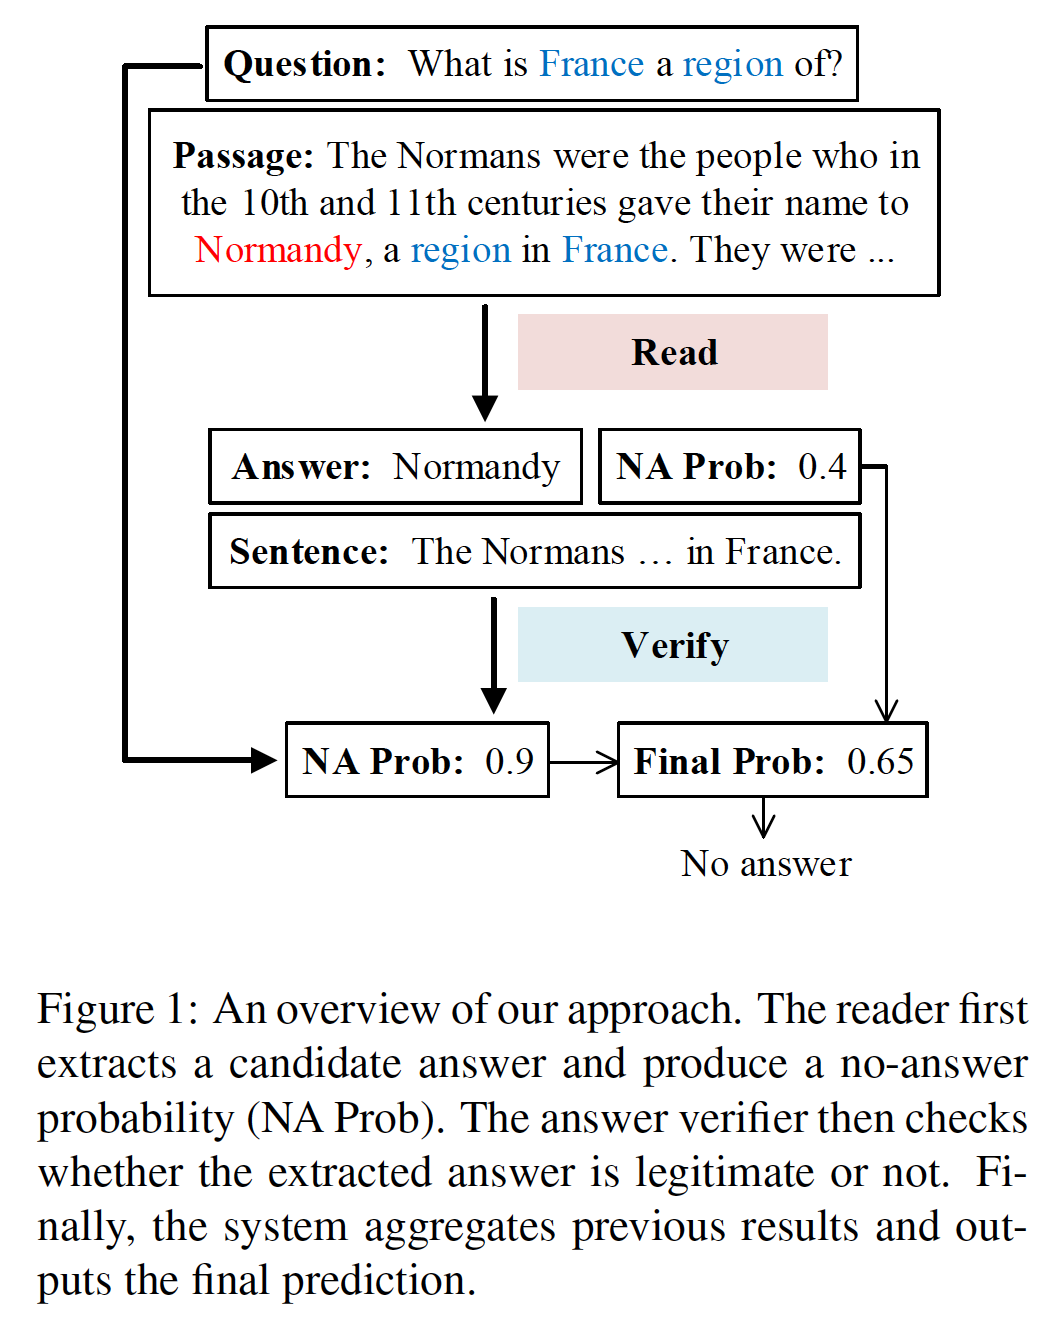 Question: What is France a region of?
Passage: The Normans were the people who in
the 10th and 11th centuries gave their name to
Normandy, a region in France. They were ...
Read
Answer: Normandy
NA Prob: 0.4
Sentence: The Normans … in France.
Verify
NA Prob: 0.9
Final Prob: 0.65
No answer
Figure 1: An overview of our approach. The reader first
extracts a candidate answer and produce a no-answer
probability (NA Prob). The answer verifier then checks
whether the extracted answer is legitimate or not. Fi-
nally, the system aggregates previous results and out-
puts the final prediction.